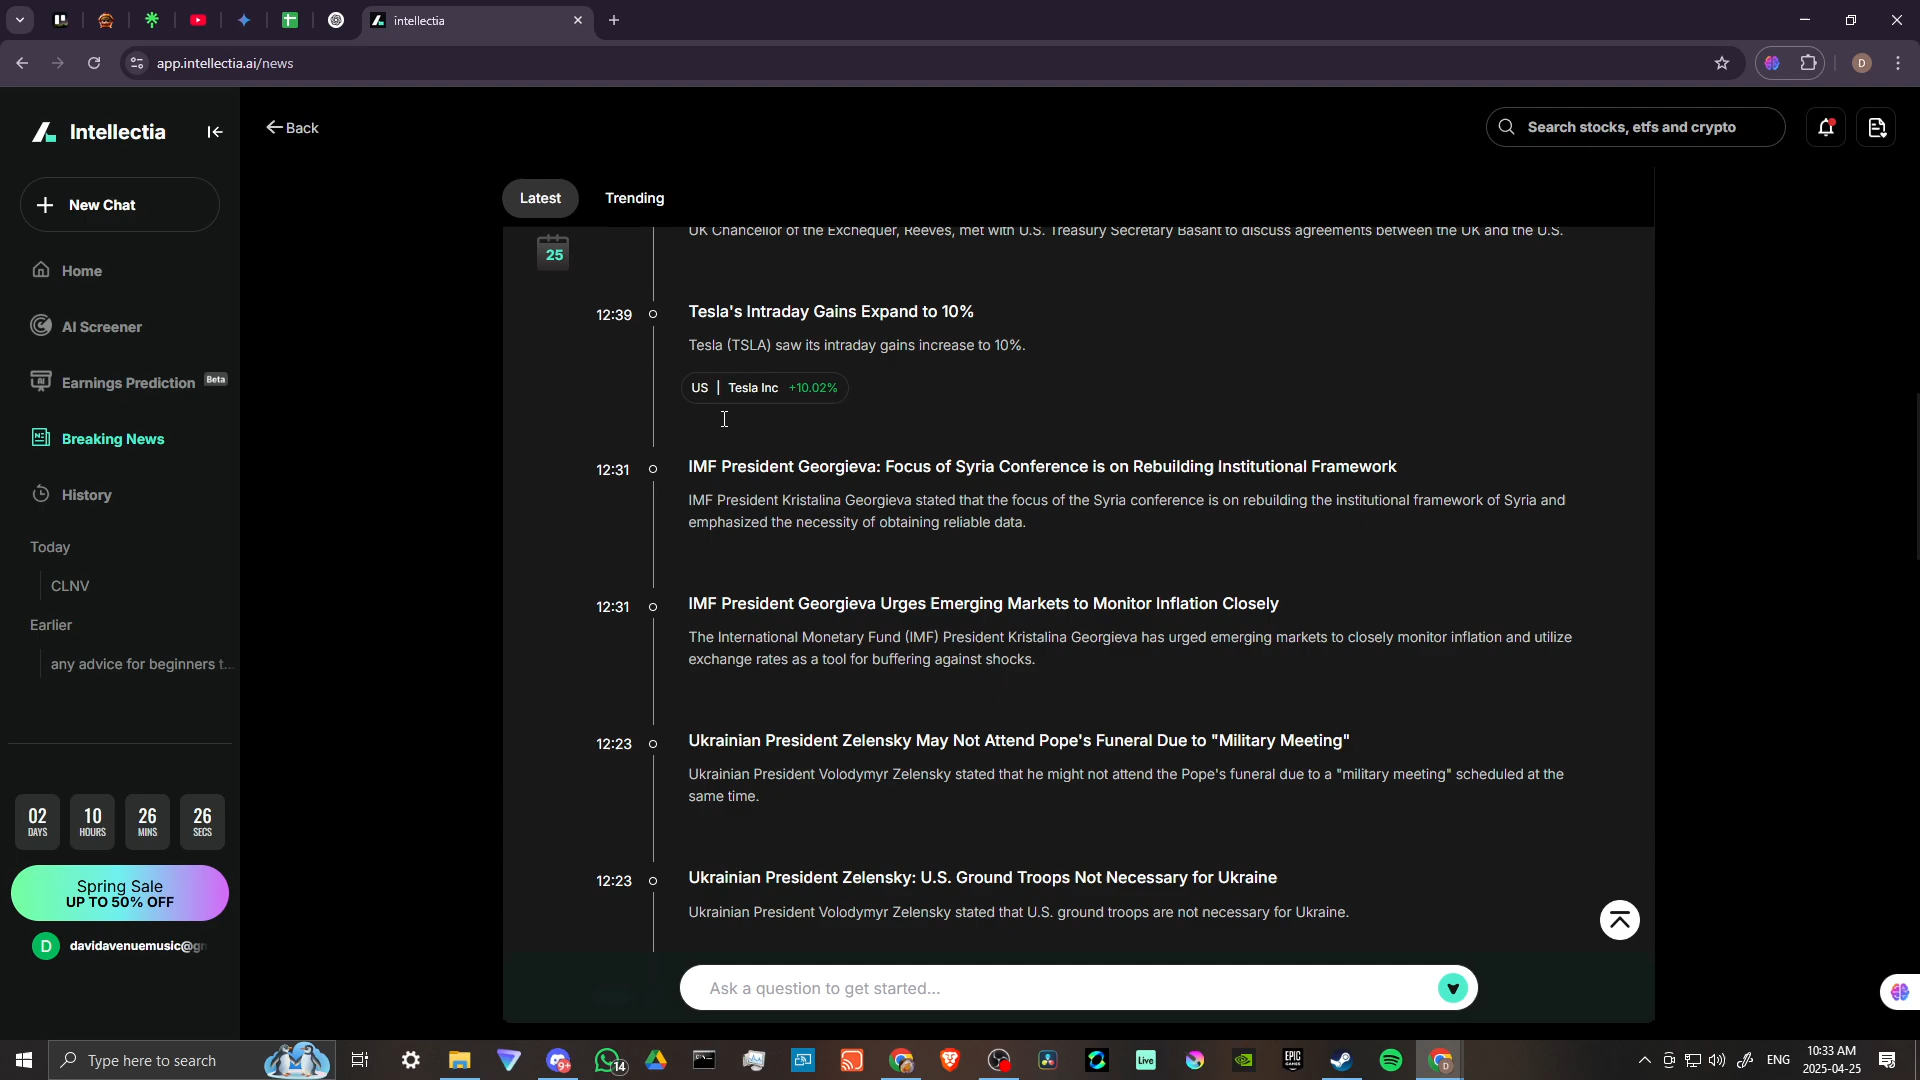 intellectia
app.intellectia.ai/news
D
Intellectia
Back
Search stocks, etfs and crypto
New Chat
Latest
Trending
Home
AI Screener
Earnings Prediction Beta
Breaking News
History
Today
CLNV
Earlier
any advice for beginners t...
02 DAYS
10 HOURS
26 MINS
26 SECS
Spring Sale
UP TO 50% OFF
D davidavenuemusic@g
25
UK Chancellor of the Exchequer, Reeves, met with U.S. Treasury Secretary Basant to discuss agreements between the UK and the U.S.
12:39 Tesla's Intraday Gains Expand to 10%
Tesla (TSLA) saw its intraday gains increase to 10%.
US | Tesla Inc +10.02%
12:31 IMF President Georgieva: Focus of Syria Conference is on Rebuilding Institutional Framework
IMF President Kristalina Georgieva stated that the focus of the Syria conference is on rebuilding the institutional framework of Syria and
emphasized the necessity of obtaining reliable data.
12:31 IMF President Georgieva Urges Emerging Markets to Monitor Inflation Closely
The International Monetary Fund (IMF) President Kristalina Georgieva has urged emerging markets to closely monitor inflation and utilize
exchange rates as a tool for buffering against shocks.
12:23 Ukrainian President Zelensky May Not Attend Pope's Funeral Due to "Military Meeting"
Ukrainian President Volodymyr Zelensky stated that he might not attend the Pope's funeral due to a "military meeting" scheduled at the
same time.
12:23 Ukrainian President Zelensky: U.S. Ground Troops Not Necessary for Ukraine
Ukrainian President Volodymyr Zelensky stated that U.S. ground troops are not necessary for Ukraine.
Ask a question to get started...
Type here to search
9+
14
Live
EPIC GAMES
D
ENG
10:33 AM
2025-04-25